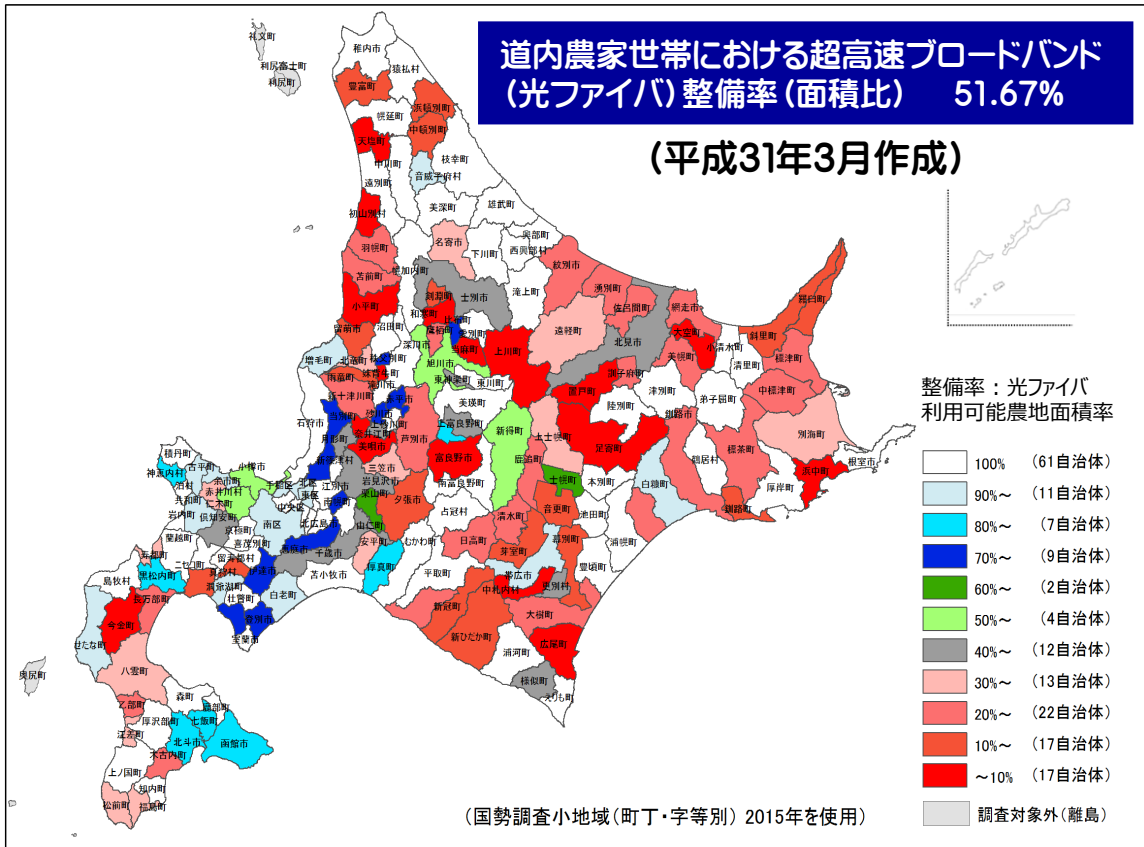 道内農家世帯における超高速ブロードバンド
(光ファイバ)整備率(面積比) 51.67%
(平成31年3月作成)
礼文町
利尻富士町
利尻町
稚内市
猿払村
豊富町
浜頓別町
幌延町
中頓別町
天塩町
中川町
枝幸町
音威子府村
遠別町
美深町
雄武町
初山別村
名寄市
興部町
西興部村
下川町
羽幌町
紋別市
幌加内町
苫前町
士別市
滝上町
湧別町
剣淵町
佐呂間町
網走市
羅臼町
小平町
和寒町
比布町
愛別町
遠軽町
大空町
斜里町
沼田町
鷹栖町
留萌市
当麻町
上川町
北見市
小清水町
標津町
深川市
旭川市
美幌町
清里町
増毛町
北竜町
秩父別町
妹背牛町
東神楽町
東川町
訓子府町
置戸町
津別町
中標津町
雨竜町
滝川市
新十津川町
赤平市
美瑛町
陸別町
弟子屈町
釧路市
別海町
石狩市
当別町
砂川市
上砂川町
上富良野町
新得町
奈井江町
芦別市
上士幌町
足寄町
標茶町
月形町
美唄市
富良野市
鹿追町
鶴居村
浜中町
根室市
積丹町
小樽市
新篠津村
三笠市
神恵内村
古平町
手稲区
北区
江別市
岩見沢市
南富良野町
士幌町
本別町
白糠町
厚岸町
余市町
泊村
赤井川村
東区
栗山町
夕張市
釧路町
共和町
仁木町
中央区
南幌町
占冠村
音更町
池田町
岩内町
倶知安町
南区
北広島市
由仁町
清水町
浦幌町
京極町
蘭越町
喜茂別町
恵庭市
千歳市
安平町
むかわ町
日高町
芽室町
幕別町
寿都町
ニセコ町
留寿都村
真狩村
伊達市
厚真町
平取町
帯広市
豊頃町
島牧村
黒松内町
洞爺湖町
苫小牧市
中札内村
更別村
壮瞥町
白老町
長万部町
登別市
新冠町
大樹町
今金町
室蘭市
新ひだか町
せたな町
広尾町
浦河町
八雲町
様似町
えりも町
奥尻町
森町
乙部町
鹿部町
厚沢部町
七飯町
江差町
北斗市
函館市
木古内町
上ノ国町
知内町
松前町
福島町
整備率：光ファイバ
利用可能農地面積率
100% (61自治体)
90%～ (11自治体)
80%～ (7自治体)
70%～ (9自治体)
60%～ (2自治体)
50%～ (4自治体)
40%～ (12自治体)
30%～ (13自治体)
20%～ (22自治体)
10%～ (17自治体)
～10% (17自治体)
調査対象外(離島)
(国勢調査小地域(町丁・字等別) 2015年を使用)